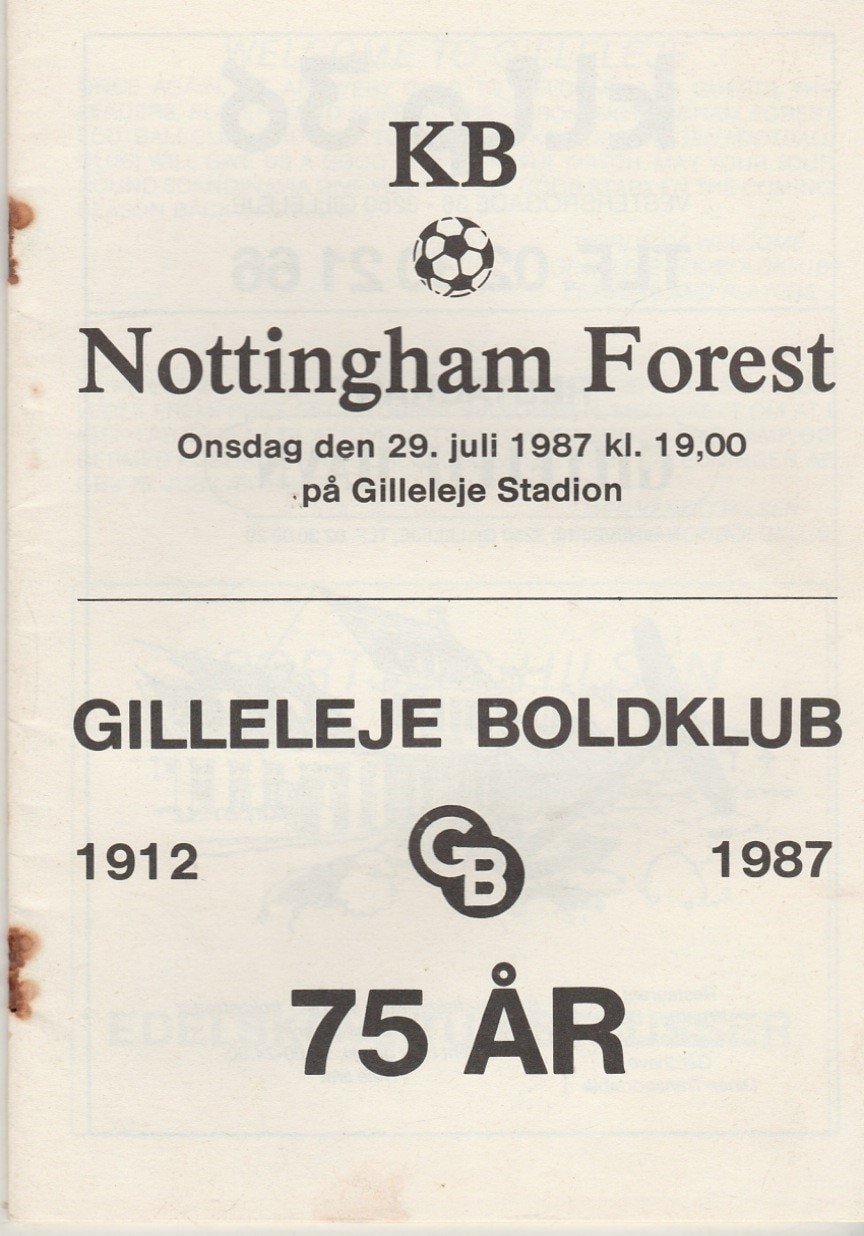 KB
Nottingham Forest
Onsdag den 29. juli 1987 kl. 19,00
på Gilleleje Stadion
GILLELEJE BOLDKLUB
1912 GB 1987
75 ÅR